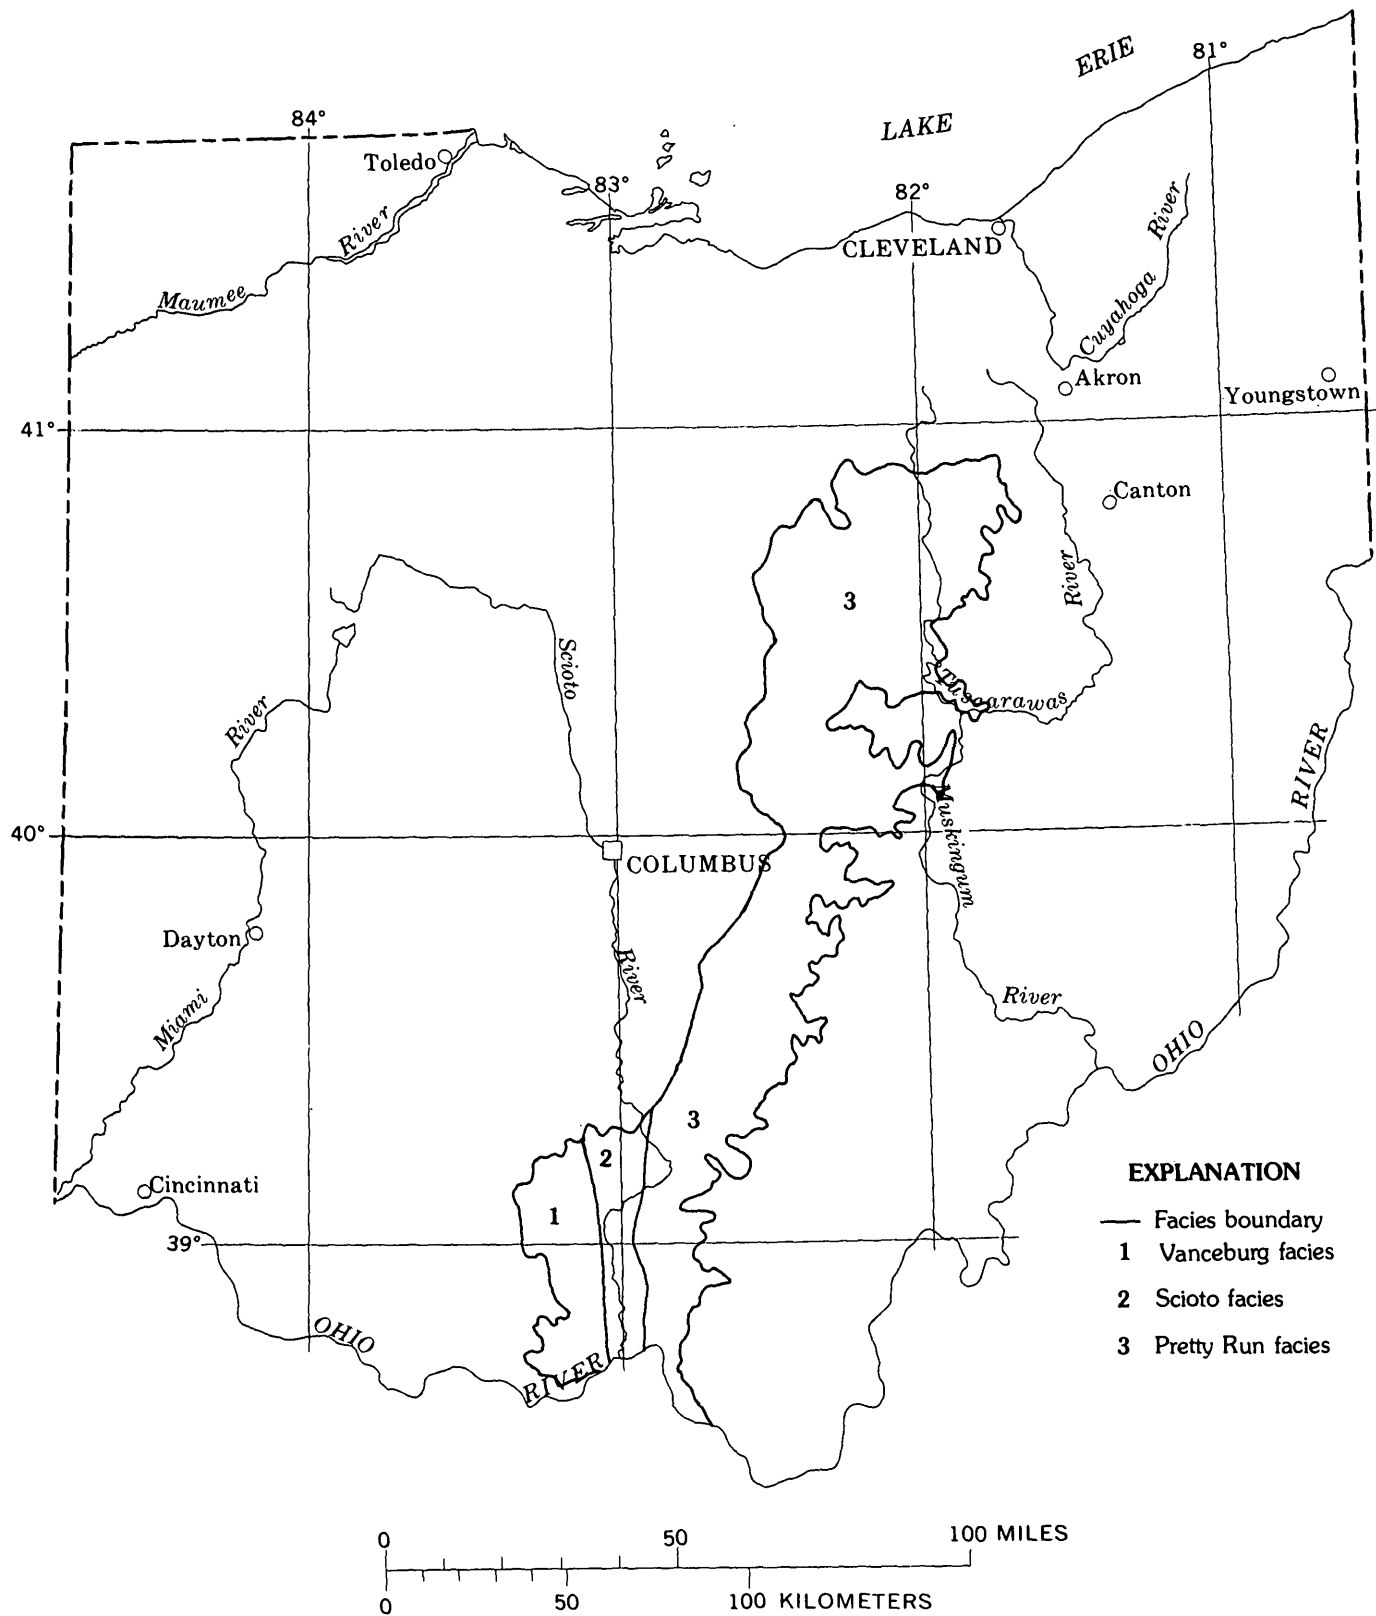 ERIE
81°
LAKE
84°
Toledo
83°
82°
River
River
CLEVELAND
Maumee
Cuyahoga
Akron
Youngstown
41°
Canton
3
River
Scioto
Tuscarawas
River
RIVER
Muskingum
40°
COLUMBUS
Dayton
River
River
Miami
OHIO
3
2
Cincinnati
1
39°
OHIO
RIVER
EXPLANATION
Facies boundary
1 Vanceburg facies
2 Scioto facies
3 Pretty Run facies
0 50 100 MILES
0 50 100 KILOMETERS